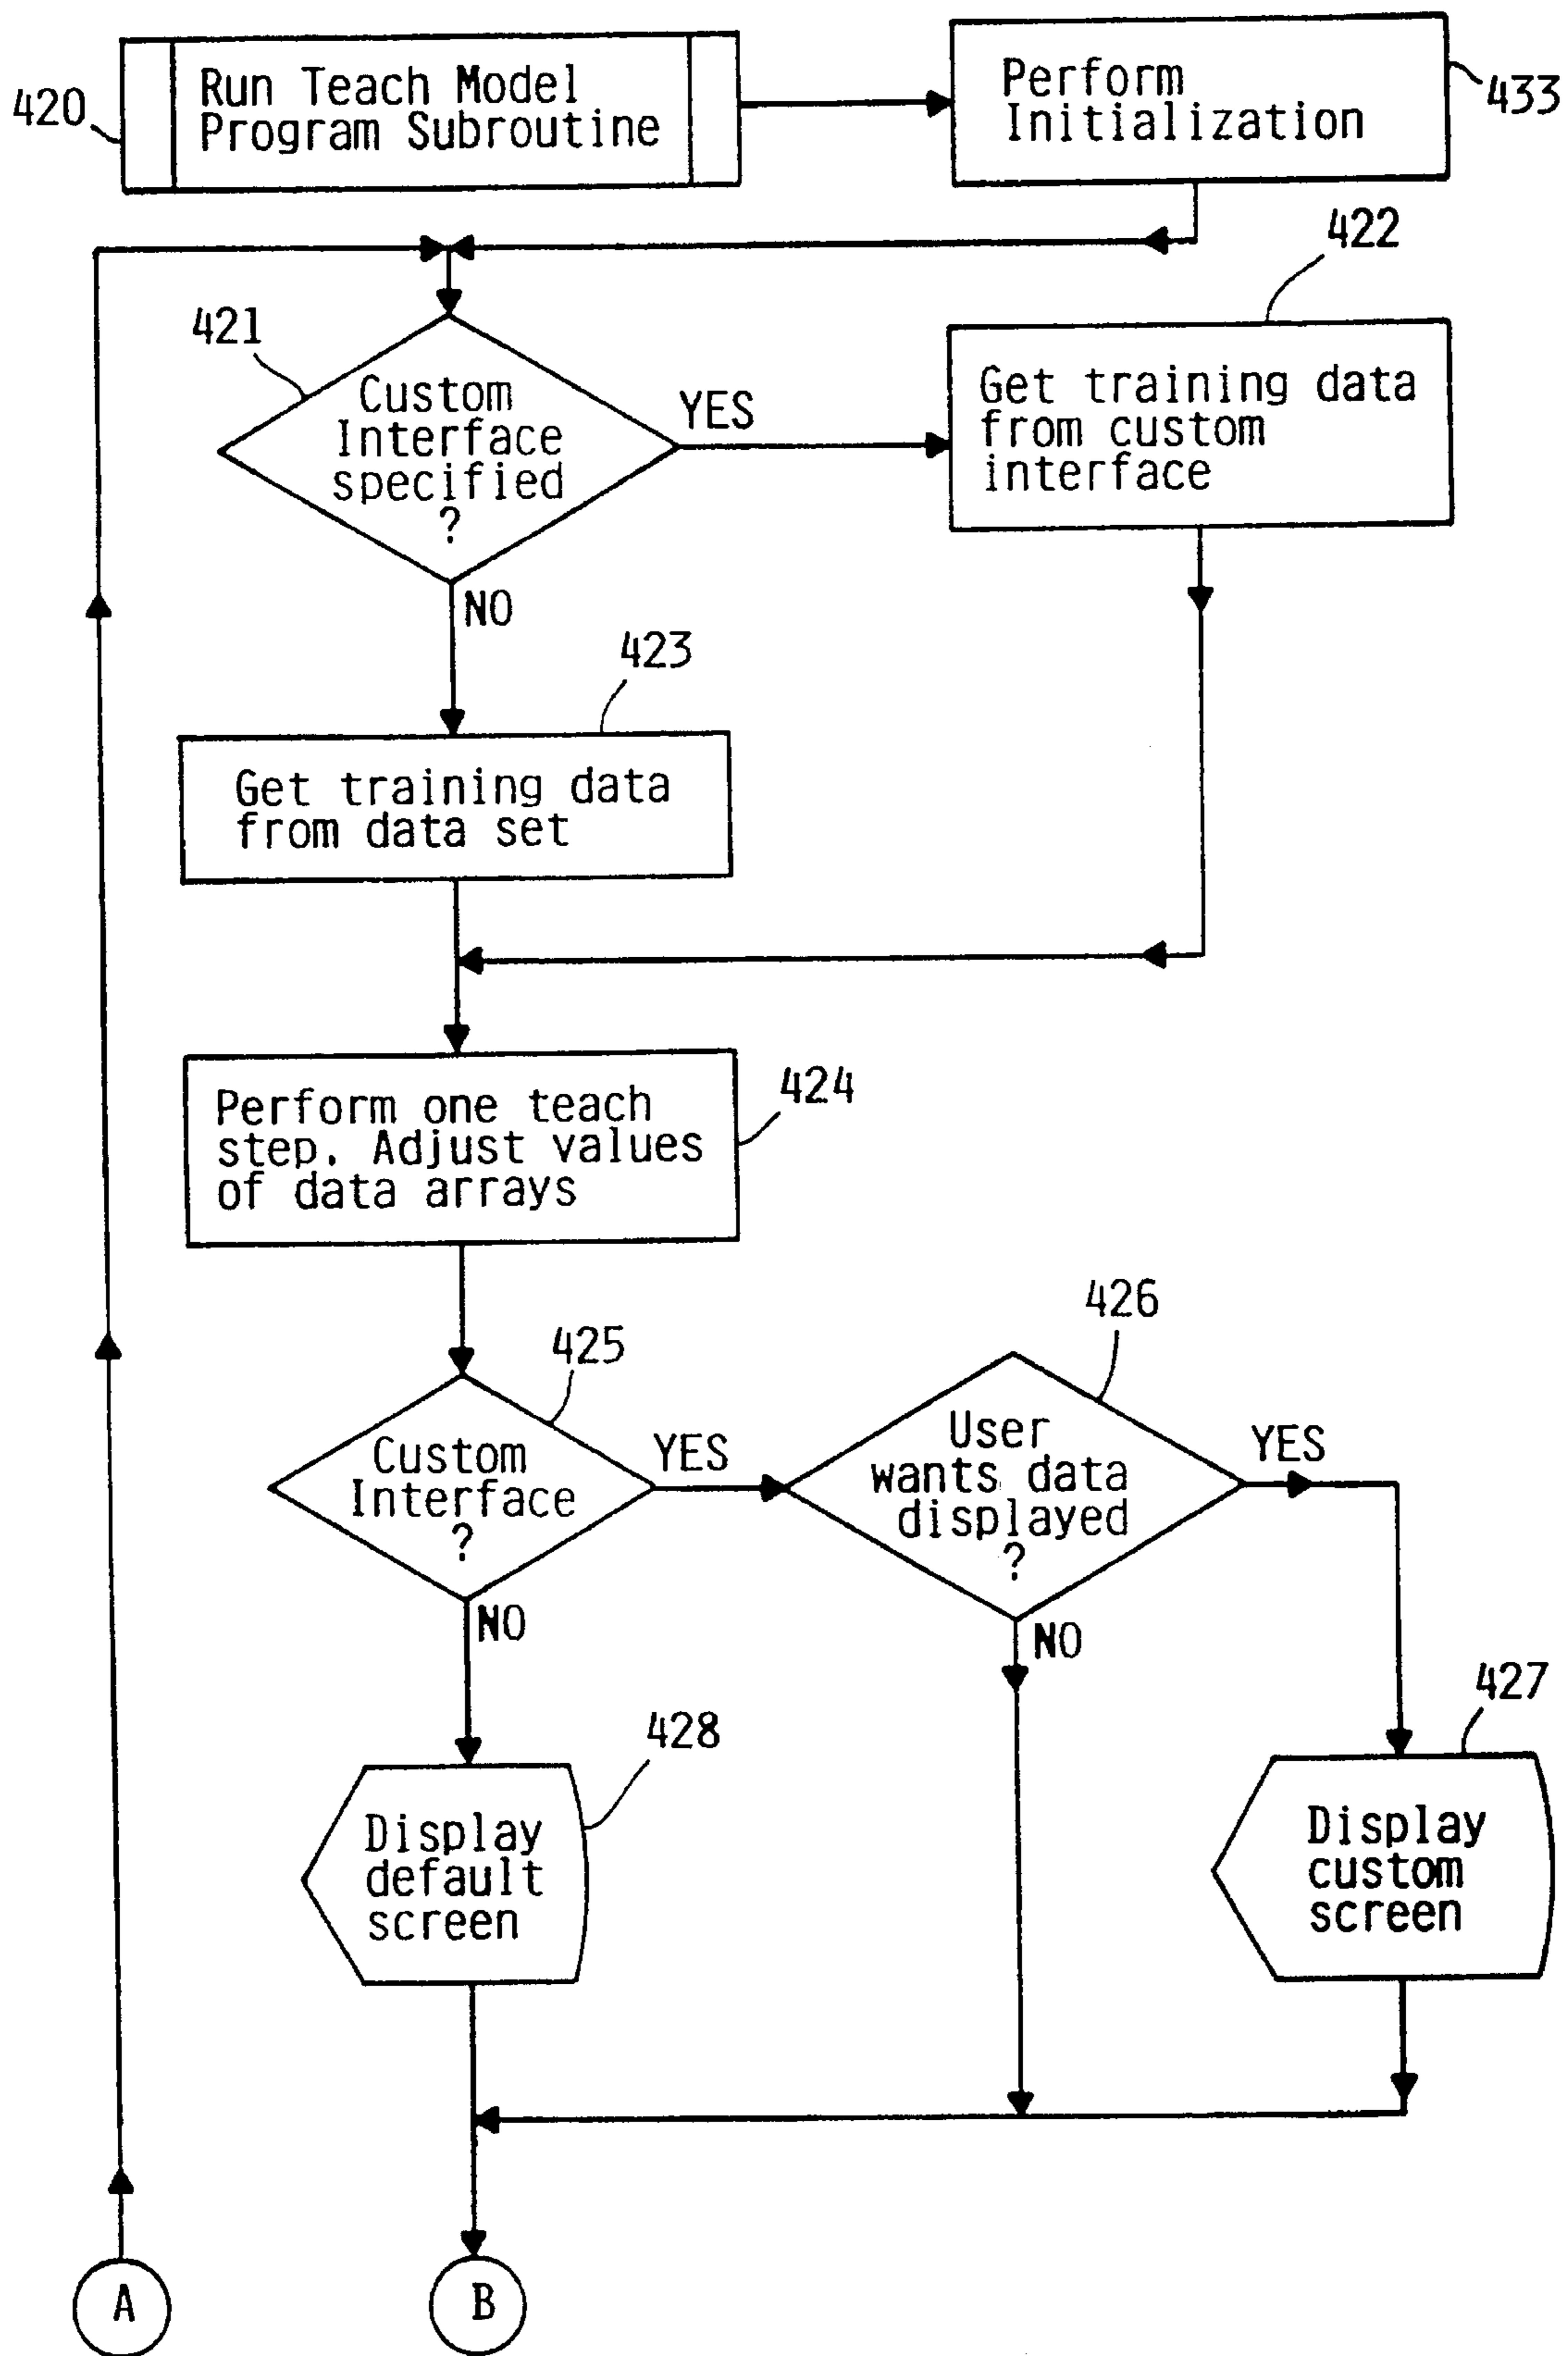 420
Run Teach Model
Program Subroutine
Perform
Initialization
433
422
421
Custom
Interface
specified
?
YES
Get training data
from custom
interface
NO
423
Get training data
from data set
Perform one teach
step. Adjust values
of data arrays
424
426
425
Custom
Interface
?
YES
User
wants data
displayed
?
YES
NO
NO
427
428
Display
default
screen
Display
custom
screen
A
B